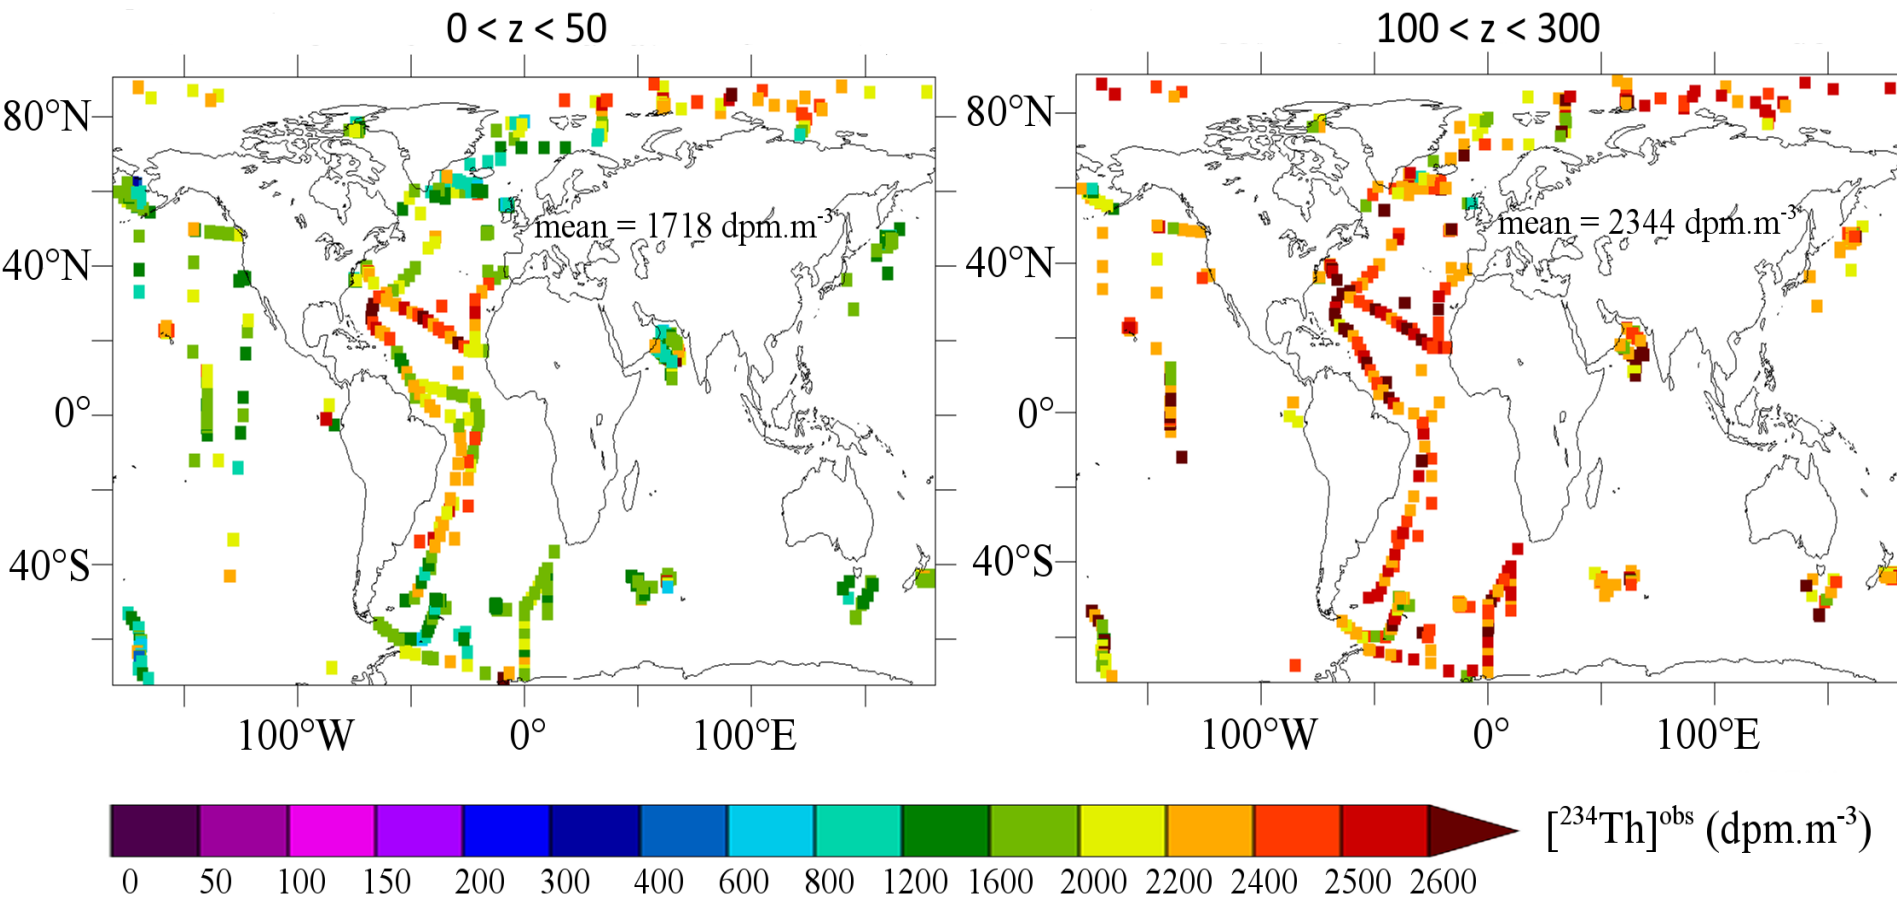 0 < z < 50
100 < z < 300
80°N
40°N
0°
40°S
mean = 1718 dpm.m-3
100°W 0° 100°E
80°N
40°N
0°
40°S
mean = 2344 dpm.m-3
100°W 0° 100°E
0 50 100 150 200 300 400 600 800 1200 1600 2000 2200 2400 2500 2600
[234Th]obs (dpm.m-3)